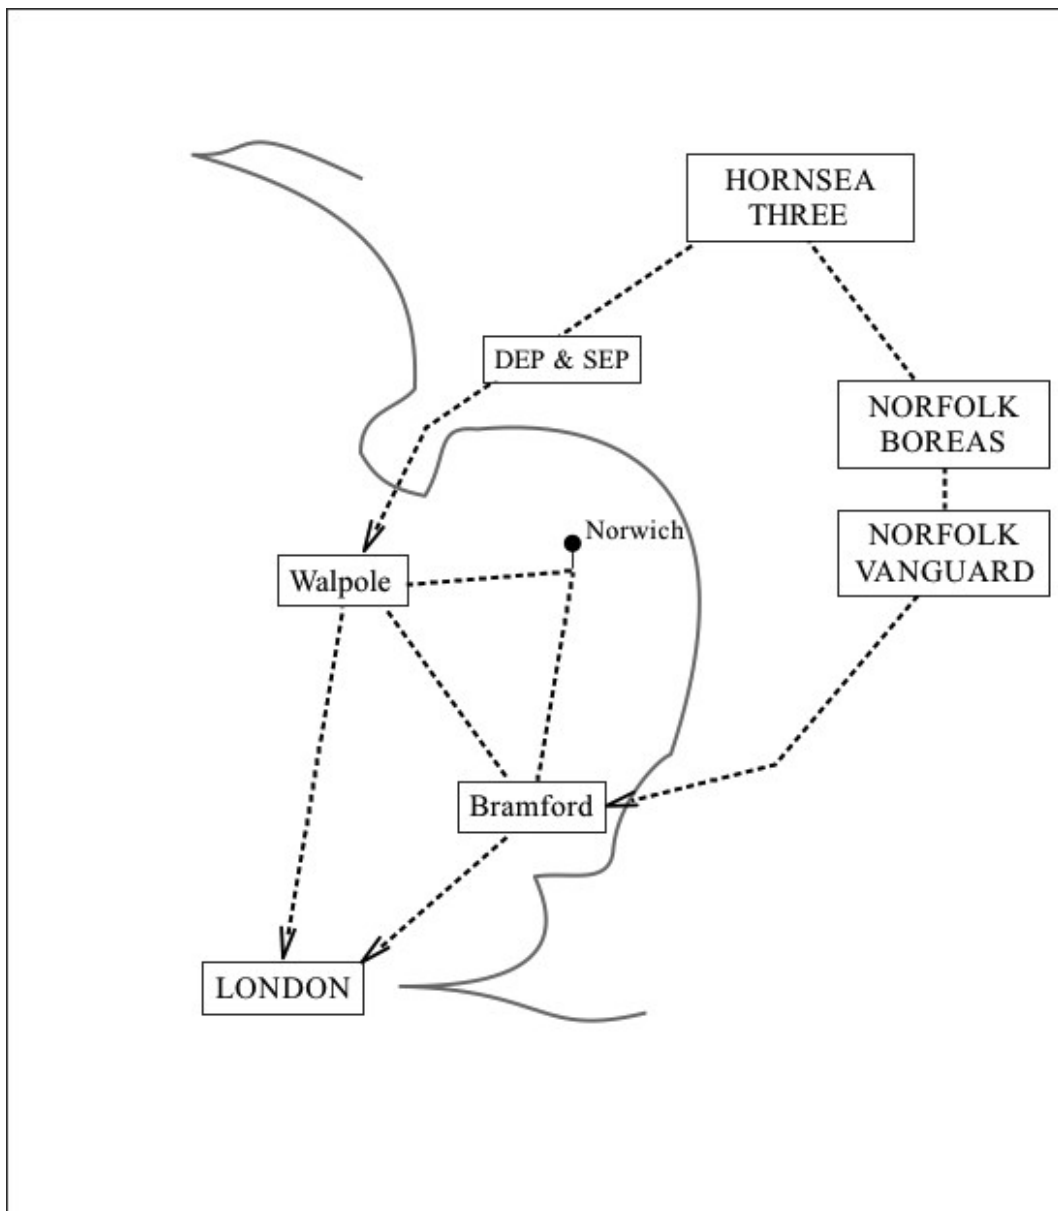 HORNSEA
THREE
DEP & SEP
NORFOLK
BOREAS
NORFOLK
VANGUARD
Norwich
Walpole
Bramford
LONDON